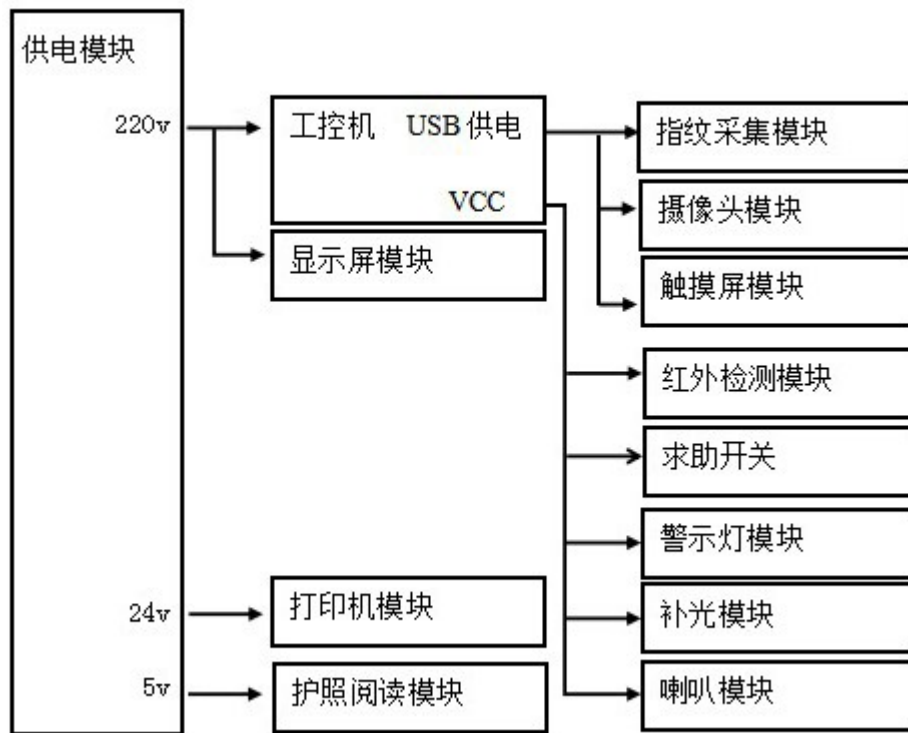 供电模块
220v
工控机 USB 供电
VCC
显示屏模块
指纹采集模块
摄像头模块
触摸屏模块
红外检测模块
求助开关
警示灯模块
24v
打印机模块
补光模块
5v
护照阅读模块
喇叭模块